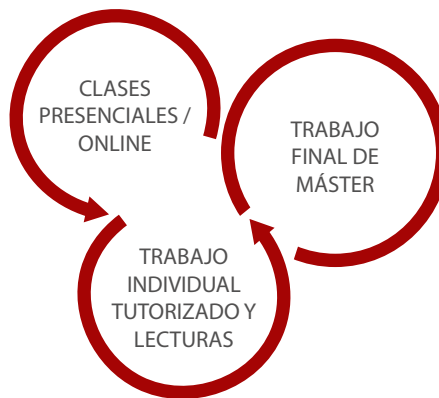 CLASES
PRESENCIALES /
ONLINE
TRABAJO
FINAL DE
MÁSTER
TRABAJO
INDIVIDUAL
TUTORIZADO Y
LECTURAS